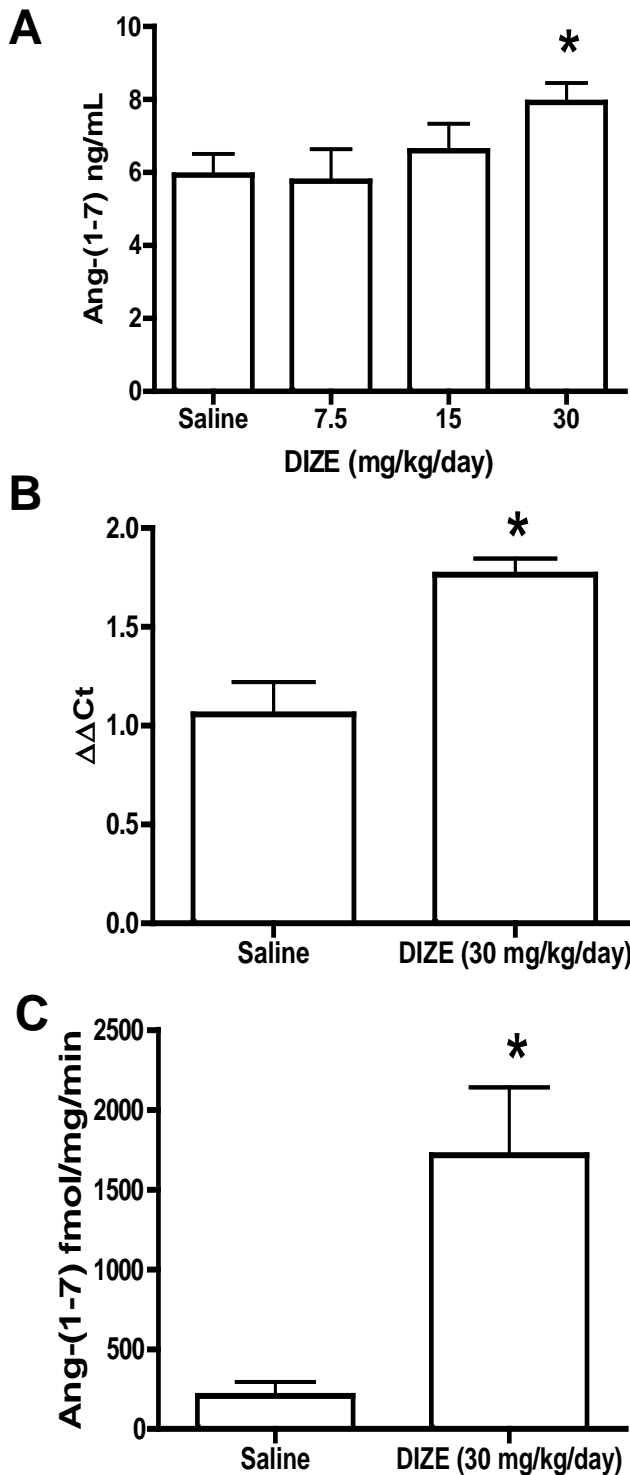 A
Ang-(1-7) ng/mL
10
8
6
4
2
0
*
Saline 7.5 15 30
DIZE (mg/kg/day)
B
ΔΔCt
2.0
1.5
1.0
0.5
0.0
*
Saline DIZE (30 mg/kg/day)
C
Ang-(1-7) fmol/mg/min
2500
2000
1500
1000
500
0
*
Saline DIZE (30 mg/kg/day)